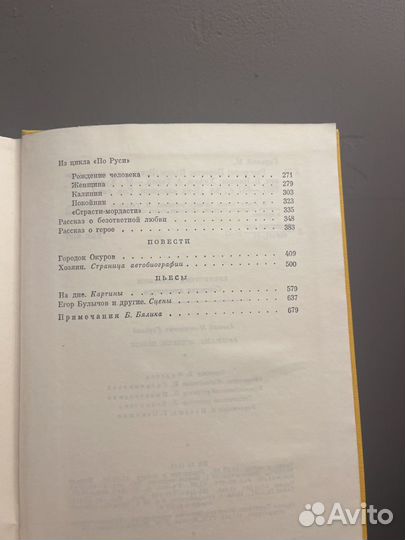 Из цикла «По Руси»
Рождение человека . . . . . . . . . . . . 271
Женщина . . . . . . . . . . . . 279
Калинин . . . . . . . . . . . . 303
Покойник . . . . . . . . . . . . 323
«Страсти-мордасти» . . . . . . . . . . . . 335
Рассказ о безответной любви . . . . . . . . . . 348
Рассказ о герое . . . . . . . . . . . . 383
ПОВЕСТИ
Городок Окуров . . . . . . . . . . . . 409
Хозяин. Страница автобиографии . . . . . . . . . 500
ПЬЕСЫ
На дне. Картины . . . . . . . . . . . . 579
Егор Булычов и другие. Сцены . . . . . . . . . . 637
Примечания Б. Бялика . . . . . . . . . . 679
Avito